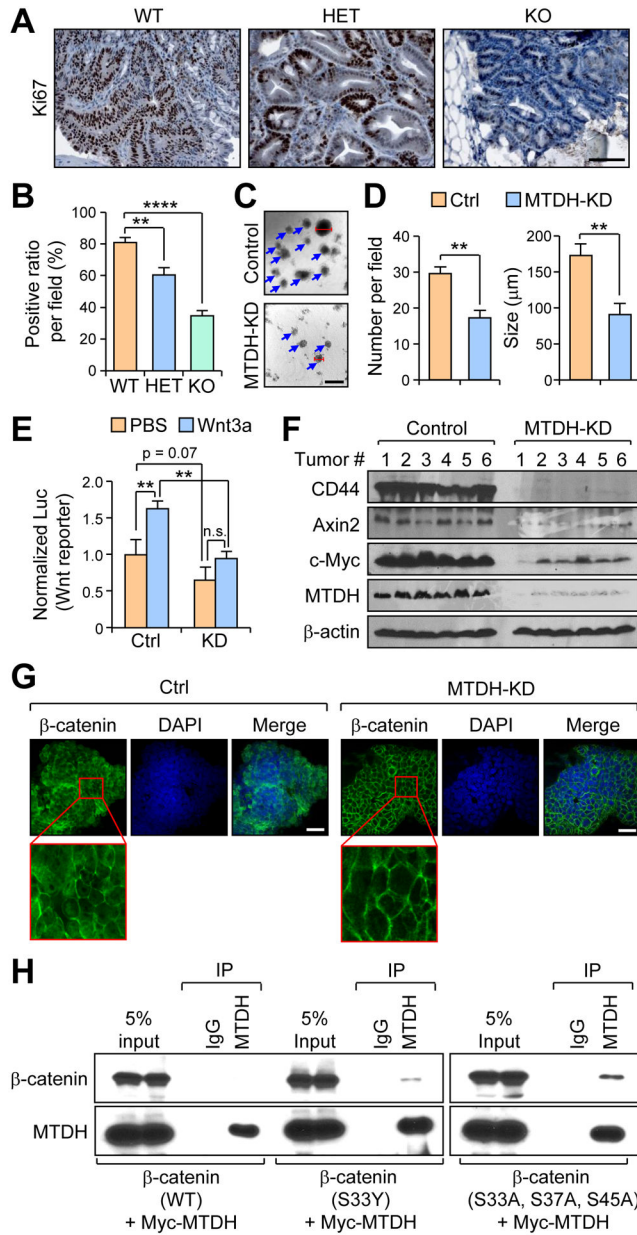 A
WT HET KO
Ki67
B
Positive ratio
per field (%)
100
80
60
40
20
0
****
**
WT HET KO
C
Control
MTDH-KD
D
Ctrl MTDH-KD
Number per field
40
30
20
10
0
**
Size (μm)
200
150
100
50
0
**
E
PBS Wnt3a
Normalized Luc
(Wnt reporter)
2.0
1.5
1.0
0.5
0.0
p = 0.07
** **
n.s.
Ctrl KD
F
Control MTDH-KD
Tumor # 1 2 3 4 5 6 1 2 3 4 5 6
CD44
Axin2
c-Myc
MTDH
β-actin
G
Ctrl MTDH-KD
β-catenin DAPI Merge β-catenin DAPI Merge
H
IP IP IP
5% input IgG MTDH 5% Input IgG MTDH 5% Input IgG MTDH
β-catenin
MTDH
β-catenin β-catenin β-catenin
(WT) (S33Y) (S33A, S37A, S45A)
+ Myc-MTDH + Myc-MTDH + Myc-MTDH